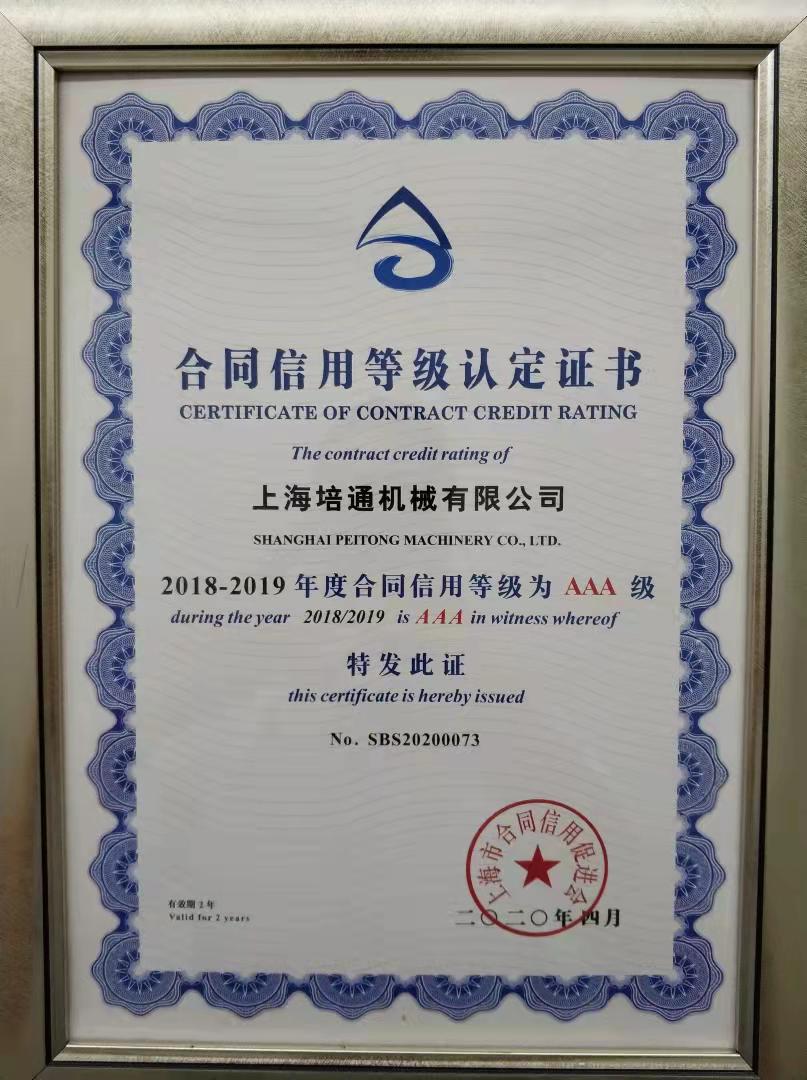 合同信用等级认定证书
CERTIFICATE OF CONTRACT CREDIT RATING
The contract credit rating of
上海培通机械有限公司
SHANGHAI PEITONG MACHINERY CO., LTD.
2018-2019 年度合同信用等级为 AAA 级
during the year 2018/2019 is AAA in witness whereof
特发此证
this certificate is hereby issued
No. SBS20200073
上海市合同信用促进会
有效期 2 年
Valid for 2 years
二〇二〇年四月